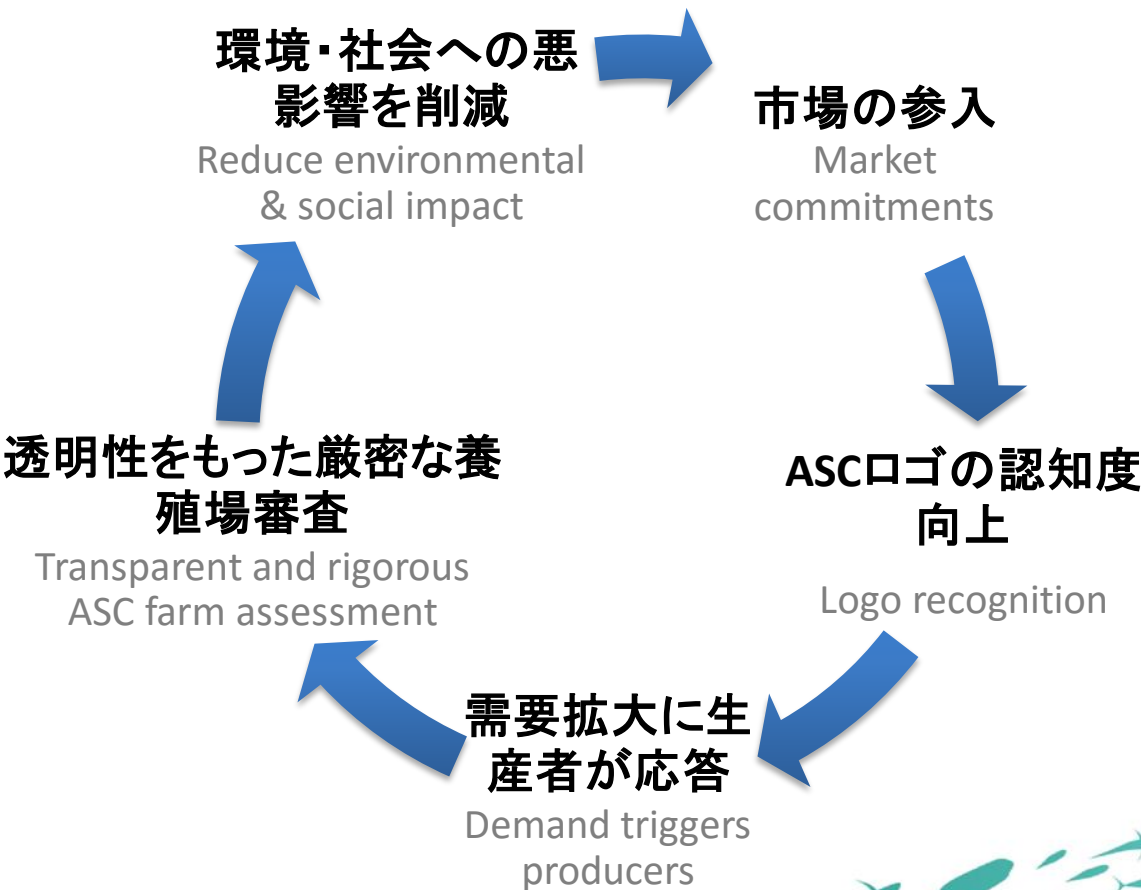 環境・社会への悪
影響を削減
Reduce environmental
& social impact
市場の参入
Market
commitments
ASCロゴの認知度
向上
Logo recognition
需要拡大に生
産者が応答
Demand triggers
producers
透明性をもった厳密な養
殖場審査
Transparent and rigorous
ASC farm assessment